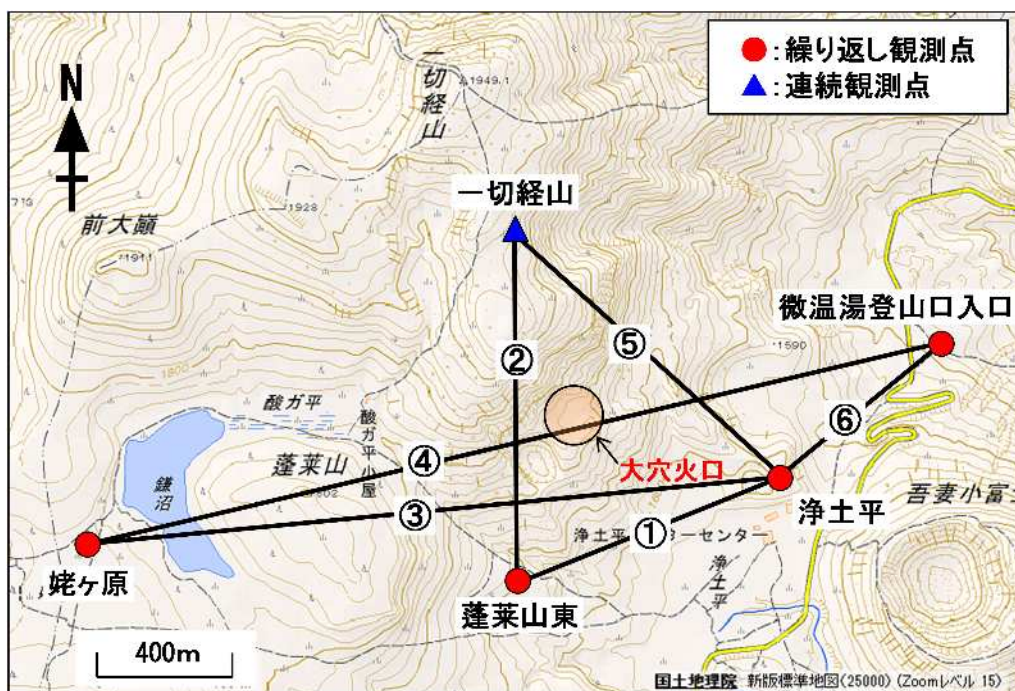 ●:繰り返し観測点
▲:連続観測点
N
一切経山
1949.1
一切経山
前大巓
1928
1911
微温湯登山口入口
②
⑤
1590
1800
⑥
酸ガ平
酸ガ平小屋
蓬莱山
④
大穴火口
鎌沼
③
吾妻小富士
浄土平
①
姥ヶ原
蓬莱山東
浄土平
400m
国土地理院 新版標準地図(25000) (Zoomレベル 15)